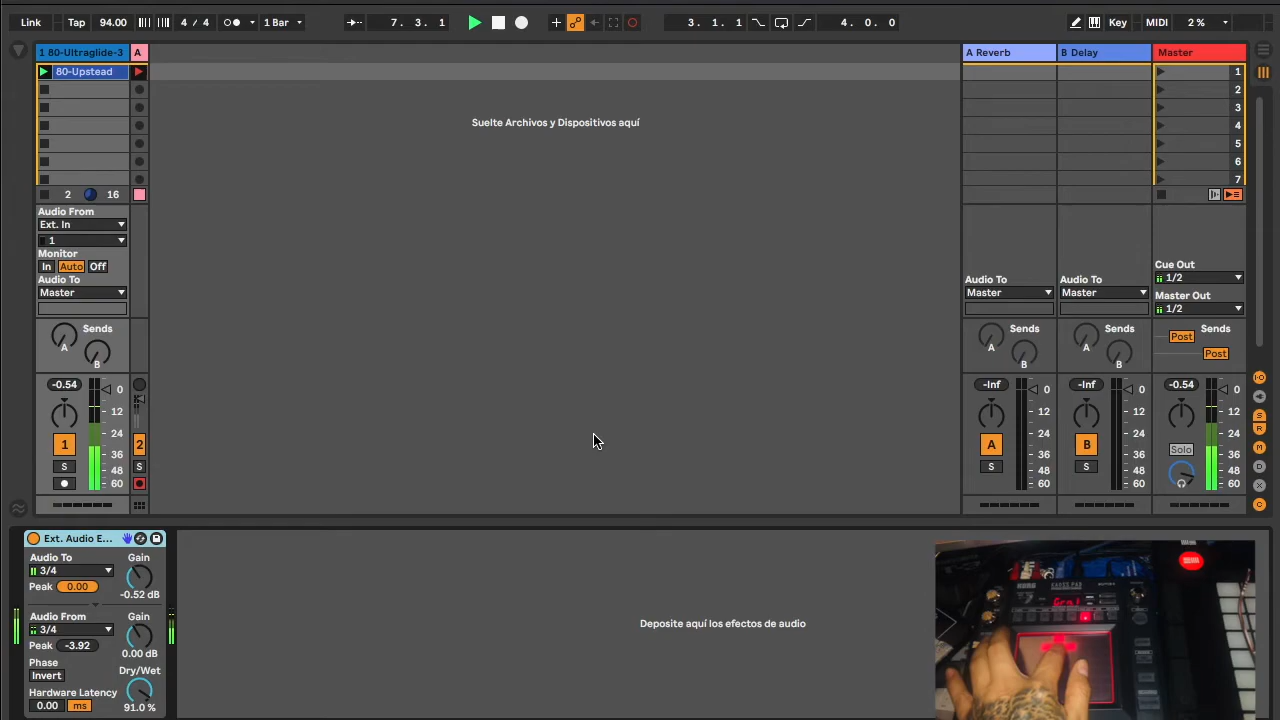 Link Tap 94.00 4 / 4 1 Bar 7. 3. 1 3. 1. 1 4. 0. 0 Key MIDI 2 %
1 80-Ultraglide-3 A A Reverb B Delay Master
80-Upstead 1
2
3
Suelte Archivos y Dispositivos aquí
4
5
6
7
2 16
Audio From
Ext. In
1
Monitor
In Auto Off
Audio To
Master
Audio To
Master
Audio To
Master
Cue Out
1/2
Master Out
1/2
Sends
A
B
Sends
A
B
Sends
A
B
Post Sends
Post
-0.54 0
12
24
36
48
60
1
S
2
S
-Inf 0
12
24
36
48
60
A
S
-Inf 0
12
24
36
48
60
B
S
-0.54 0
12
24
36
48
60
Solo
I·O
S
R
M
D
X
C
Ext. Audio E...
Audio To Gain
3/4
Peak 0.00 -0.52 dB
Audio From Gain
3/4
Peak -3.92 0.00 dB
Phase
Invert Dry/Wet
Hardware Latency
0.00 ms 91.0 %
Deposite aquí los efectos de audio